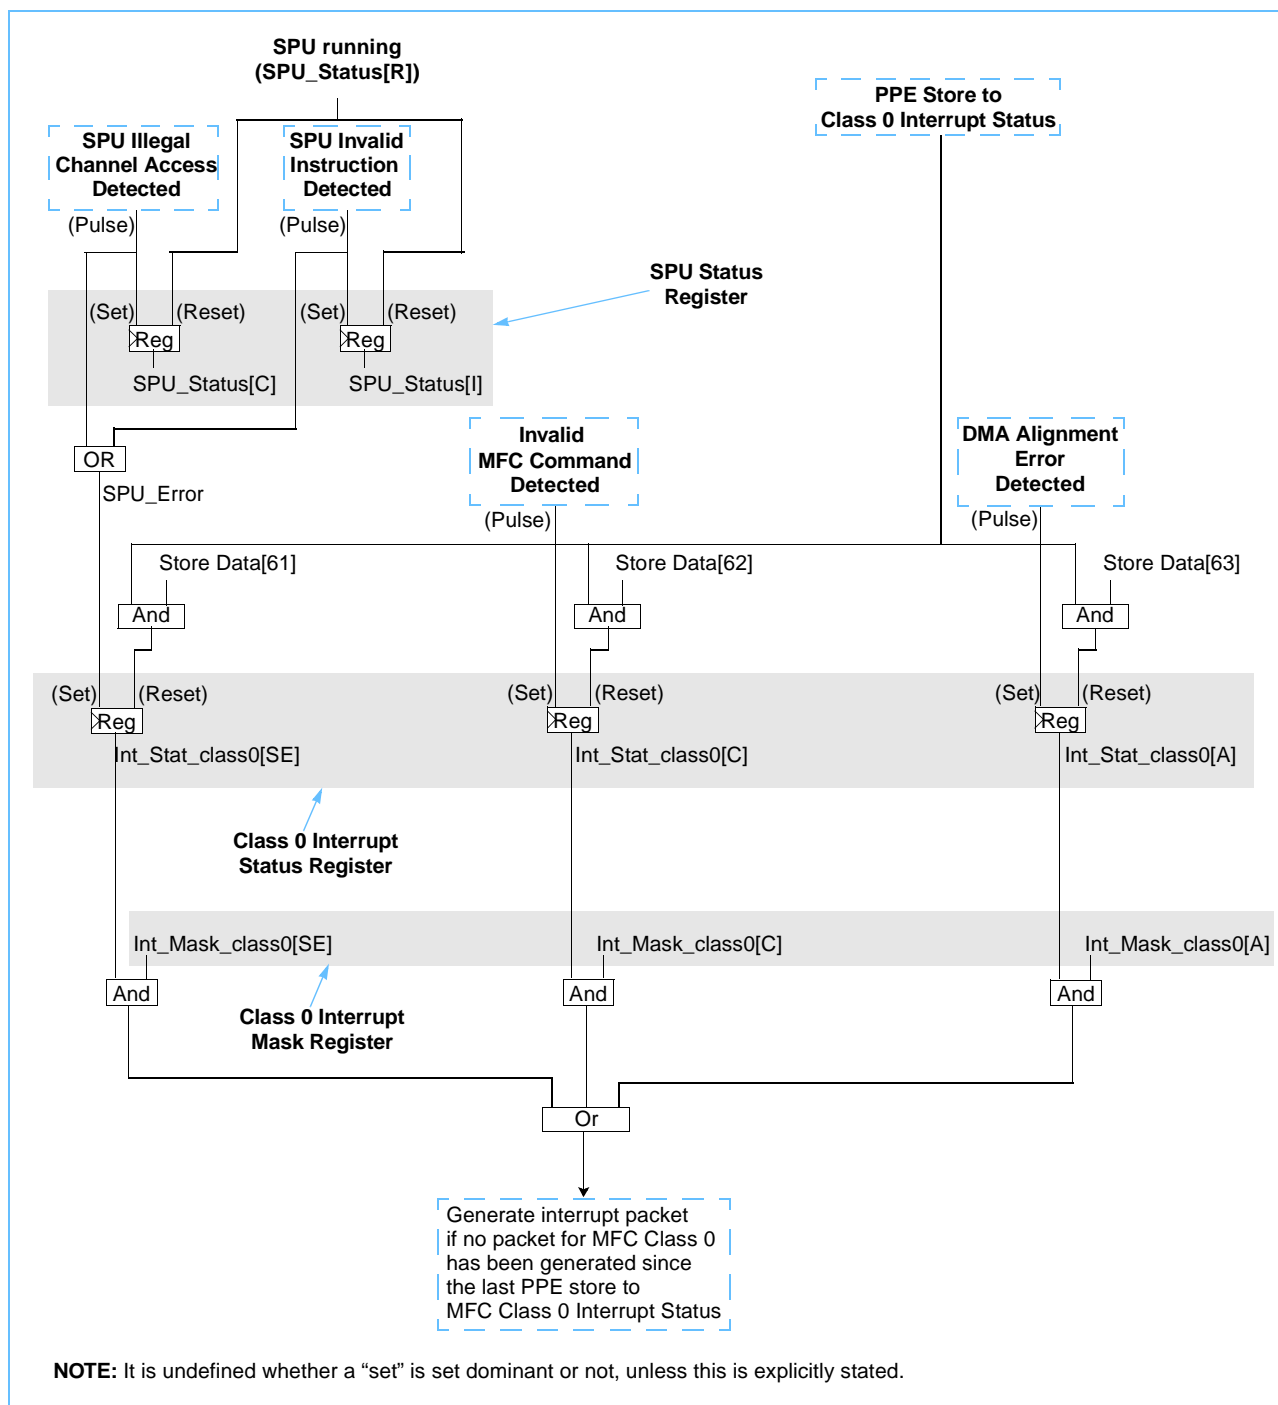 SPU running
(SPU_Status[R])
PPE Store to
Class 0 Interrupt Status
SPU Illegal
Channel Access
Detected
SPU Invalid
Instruction
Detected
(Pulse)
(Pulse)
SPU Status
Register
(Set)
(Reset)
(Set)
(Reset)
Reg
Reg
SPU_Status[C]
SPU_Status[I]
Invalid
MFC Command
Detected
DMA Alignment
Error
Detected
OR
SPU_Error
(Pulse)
(Pulse)
Store Data[61]
Store Data[62]
Store Data[63]
And
And
And
(Set)
(Reset)
(Set)
(Reset)
(Set)
(Reset)
Reg
Reg
Reg
Int_Stat_class0[SE]
Int_Stat_class0[C]
Int_Stat_class0[A]
Class 0 Interrupt
Status Register
Int_Mask_class0[SE]
Int_Mask_class0[C]
Int_Mask_class0[A]
And
And
And
Class 0 Interrupt
Mask Register
Or
Generate interrupt packet
if no packet for MFC Class 0
has been generated since
the last PPE store to
MFC Class 0 Interrupt Status
NOTE: It is undefined whether a “set” is set dominant or not, unless this is explicitly stated.